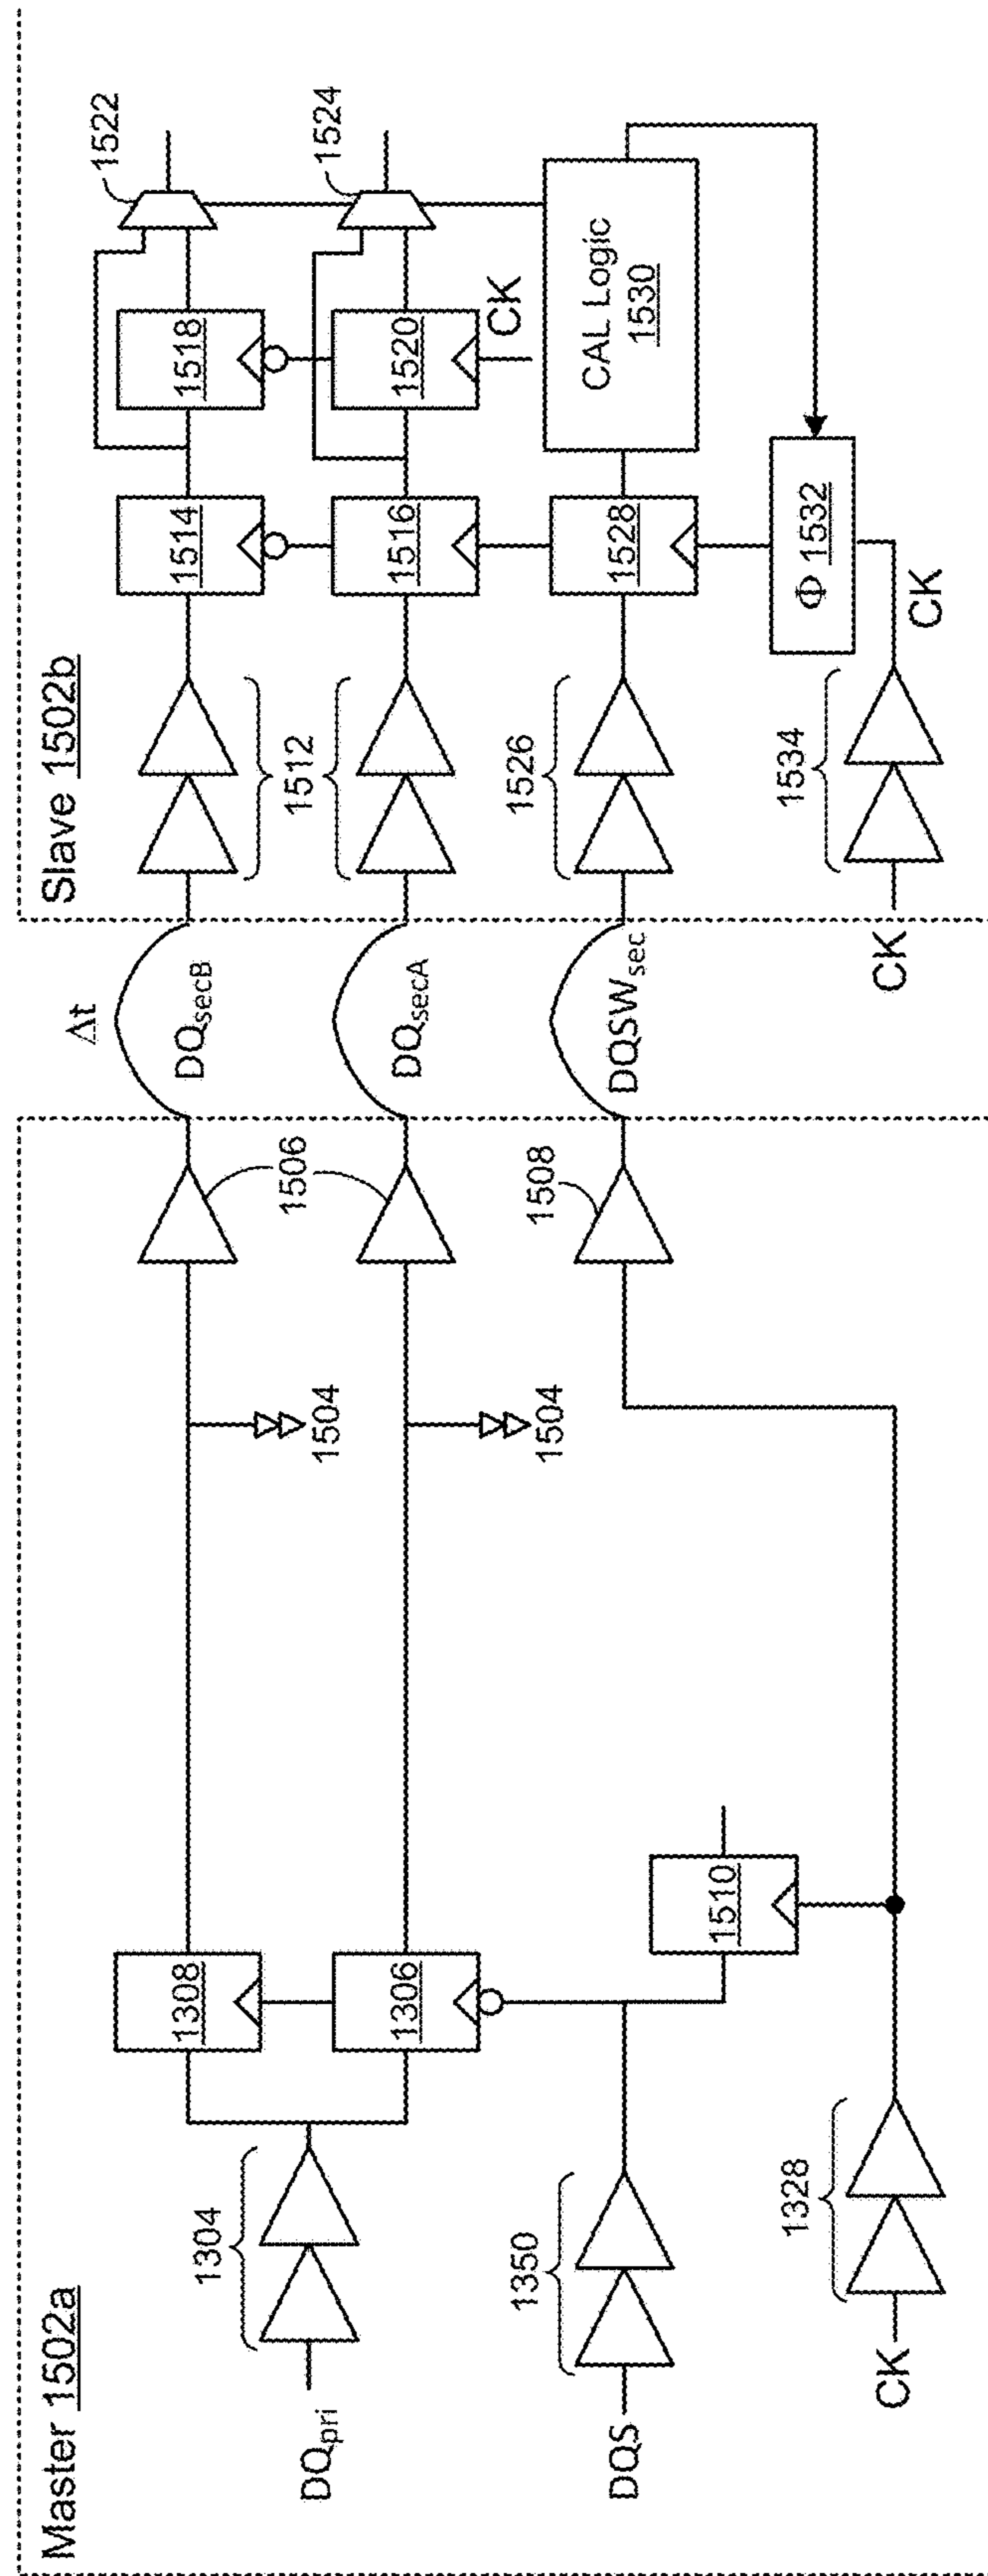 Master 1502a
DQpri
1304
1308
1306
DQS
1350
1510
CK
1328
1504
1504
1506
1508
Δt
DQsecB
DQsecA
DQSWsec
Slave 1502b
1512
1526
CK
1534
1514
1516
1528
Φ 1532
CK
1518
1520
CK
CAL Logic
1530
1522
1524